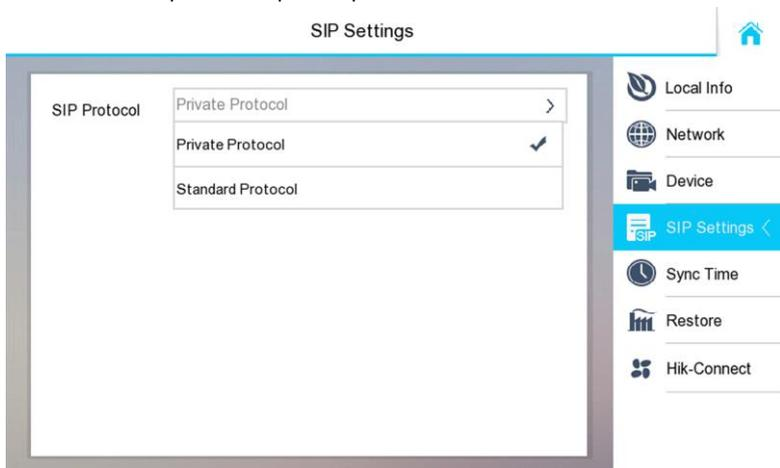 SIP Settings
SIP Protocol
Private Protocol
Private Protocol
Standard Protocol
Local Info
Network
Device
SIP
SIP Settings
Sync Time
Restore
Hik-Connect